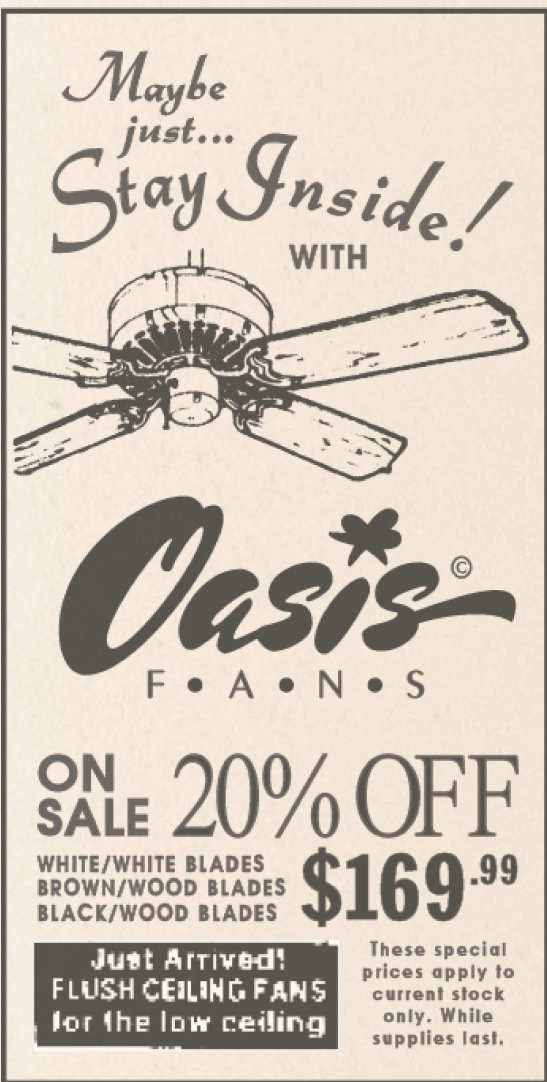 Maybe
just...
Stay Inside!
WITH
Oasis©
F•A•N•S
ON
SALE
20% OFF
WHITE/WHITE BLADES
BROWN/WOOD BLADES
BLACK/WOOD BLADES
$169.99
Just Arrived!
FLUSH CEILING FANS
for the low ceiling
These special
prices apply to
current stock
only. While
supplies last.